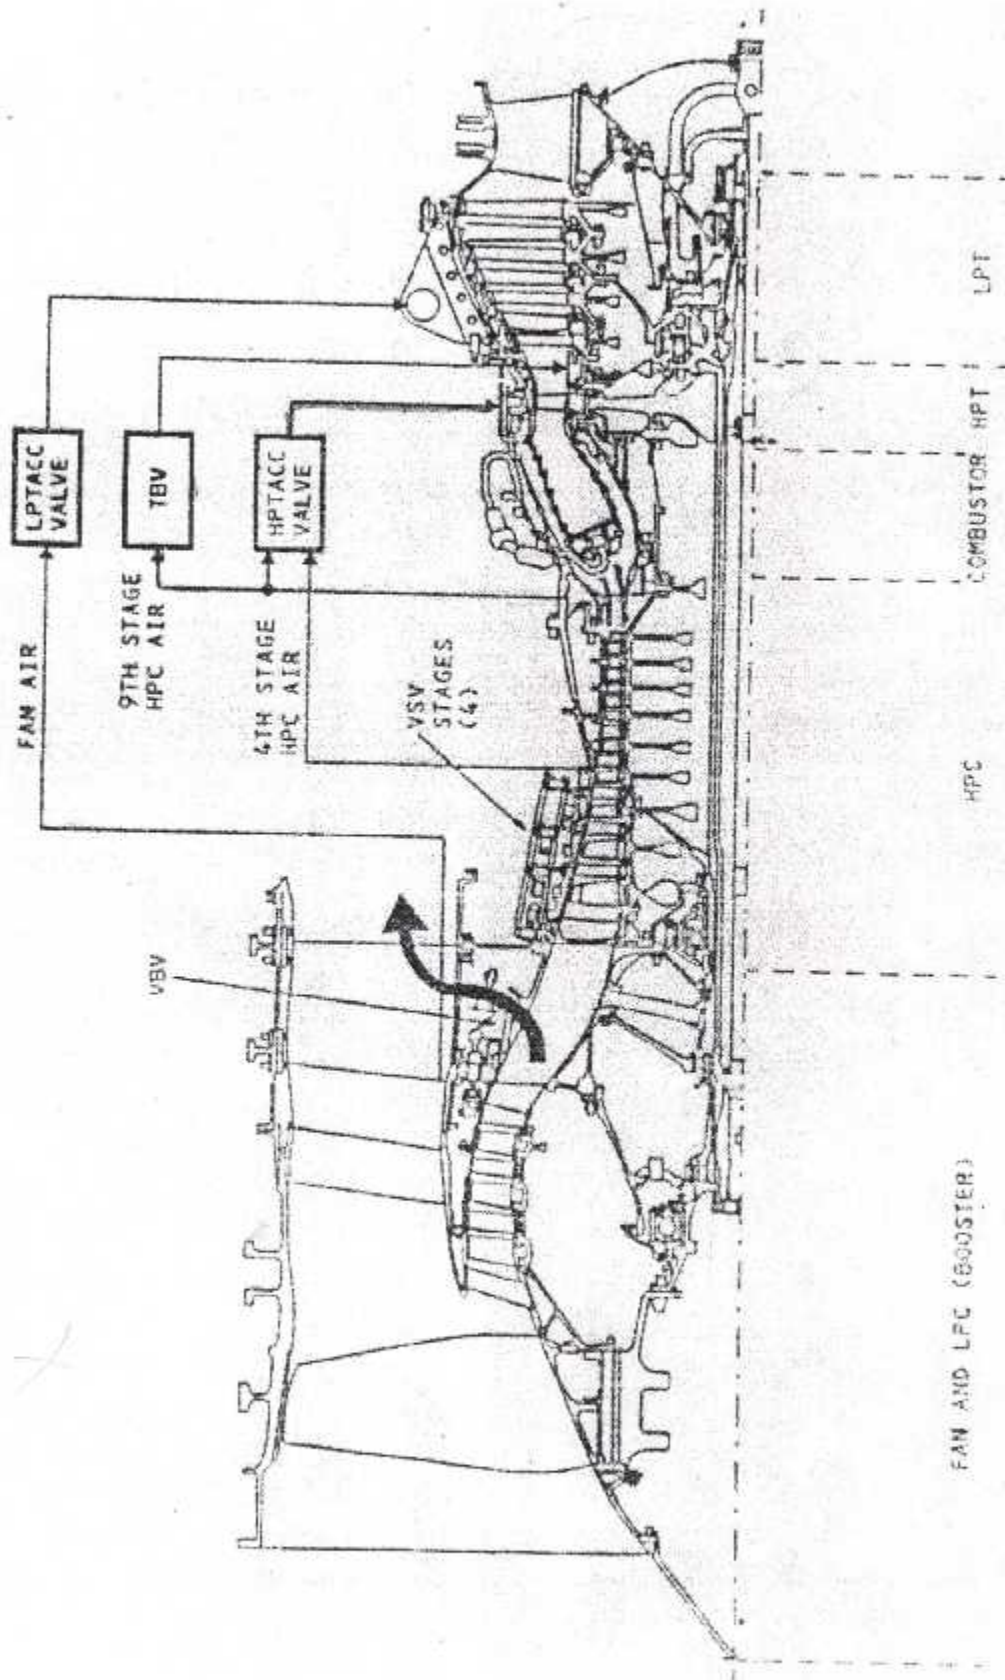 FAN AIR
LPTACC
VALVE
9TH STAGE
HPC AIR
TBV
4TH STAGE
HPC AIR
HPTACC
VALVE
VBV
VSV
STAGES
(4)
FAN AND LPC (BOOSTER)
HPC
COMBUSTOR
HPT
LPT